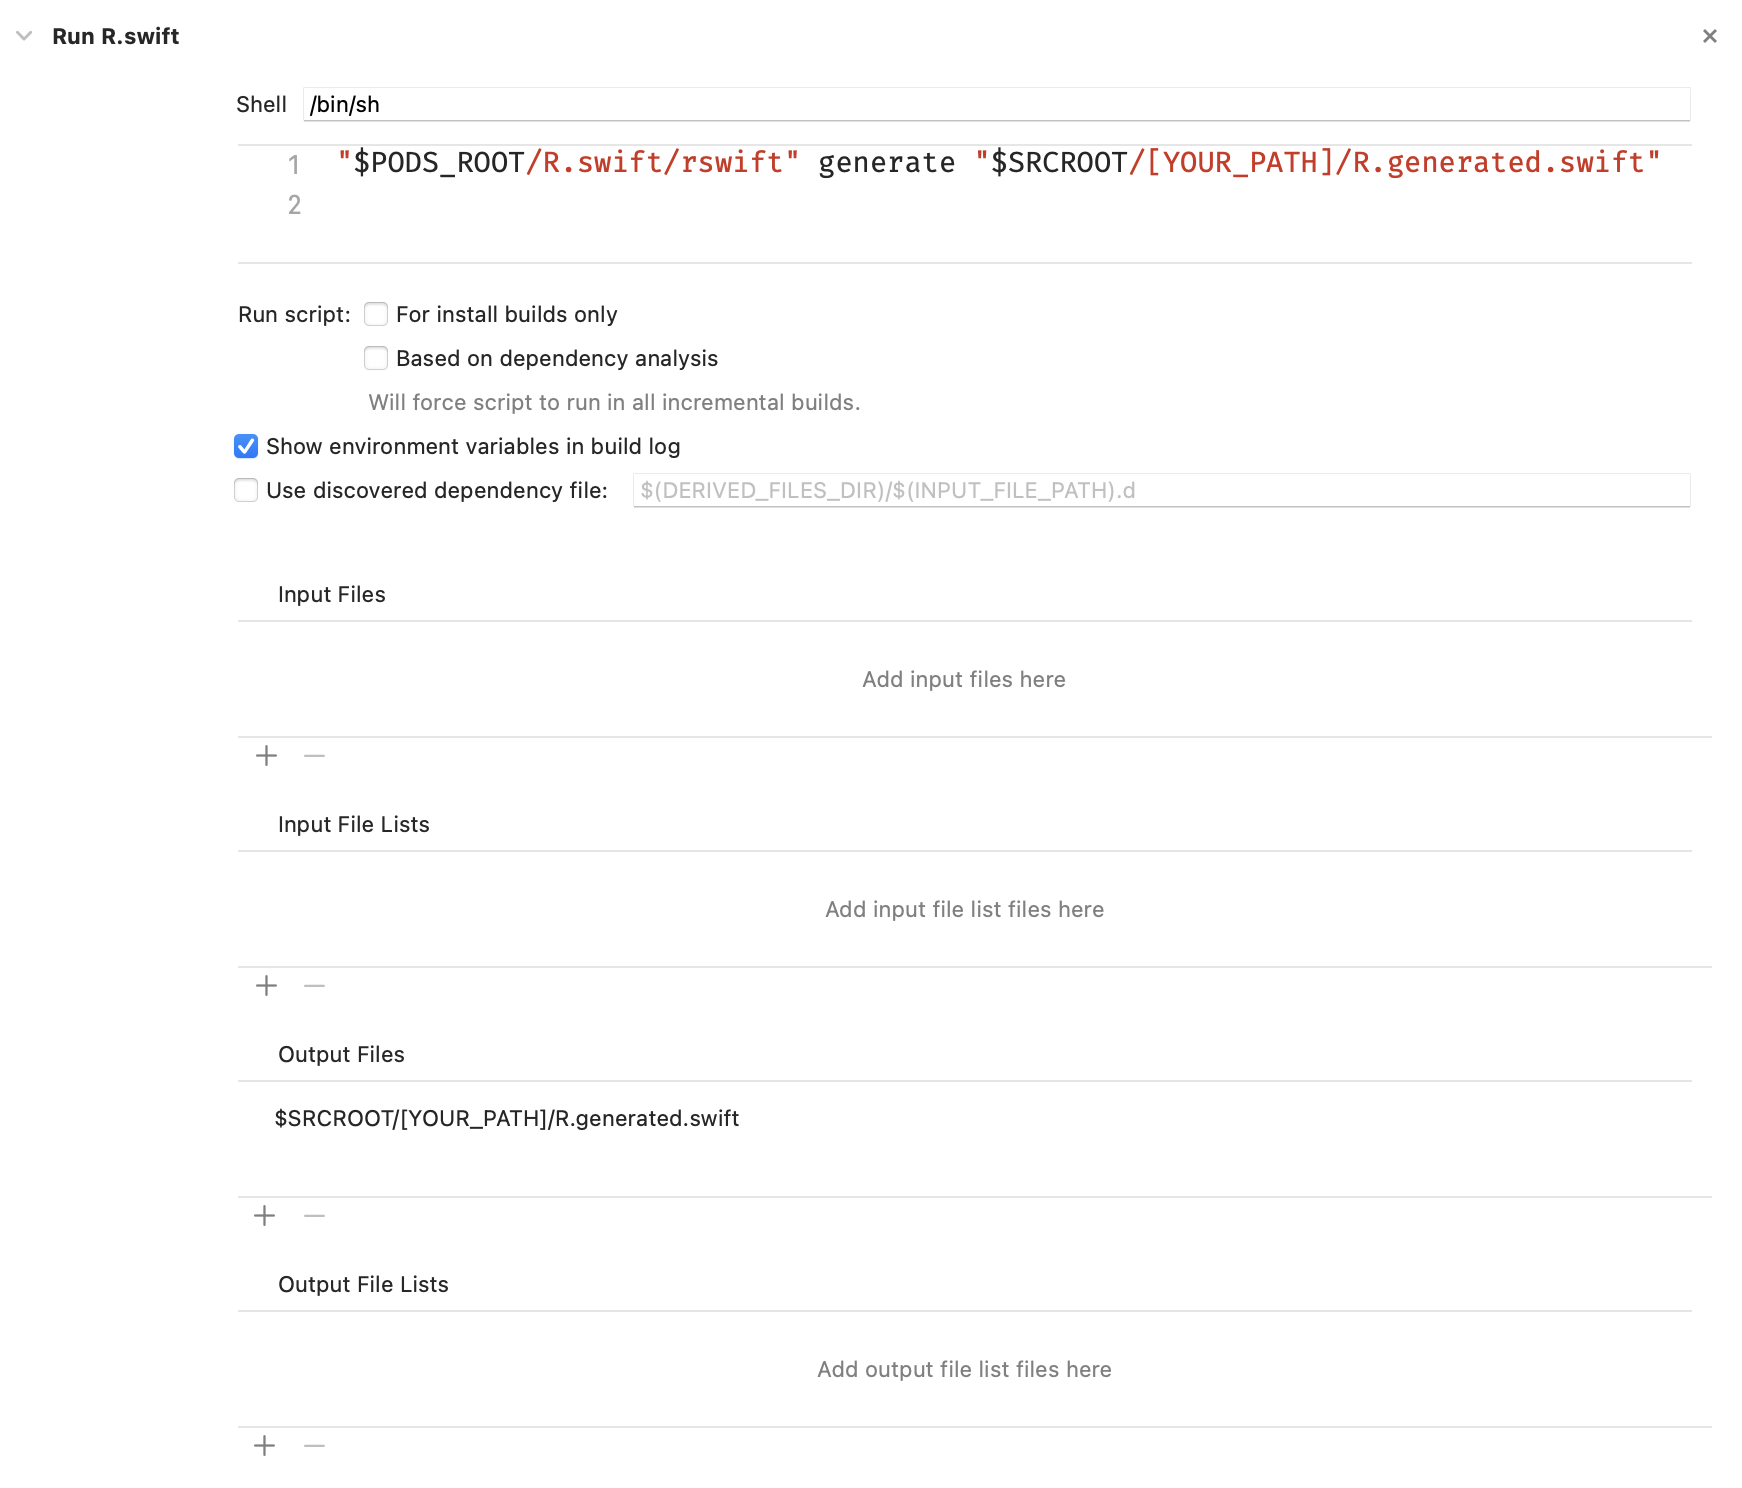 Run R.swift
Shell /bin/sh
1 "$PODS_ROOT/R.swift/rswift" generate "$SRCROOT/[YOUR_PATH]/R.generated.swift"
2
Run script: For install builds only
Based on dependency analysis
Will force script to run in all incremental builds.
Show environment variables in build log
Use discovered dependency file: $(DERIVED_FILES_DIR)/$(INPUT_FILE_PATH).d
Input Files
Add input files here
Input File Lists
Add input file list files here
Output Files
$SRCROOT/[YOUR_PATH]/R.generated.swift
Output File Lists
Add output file list files here